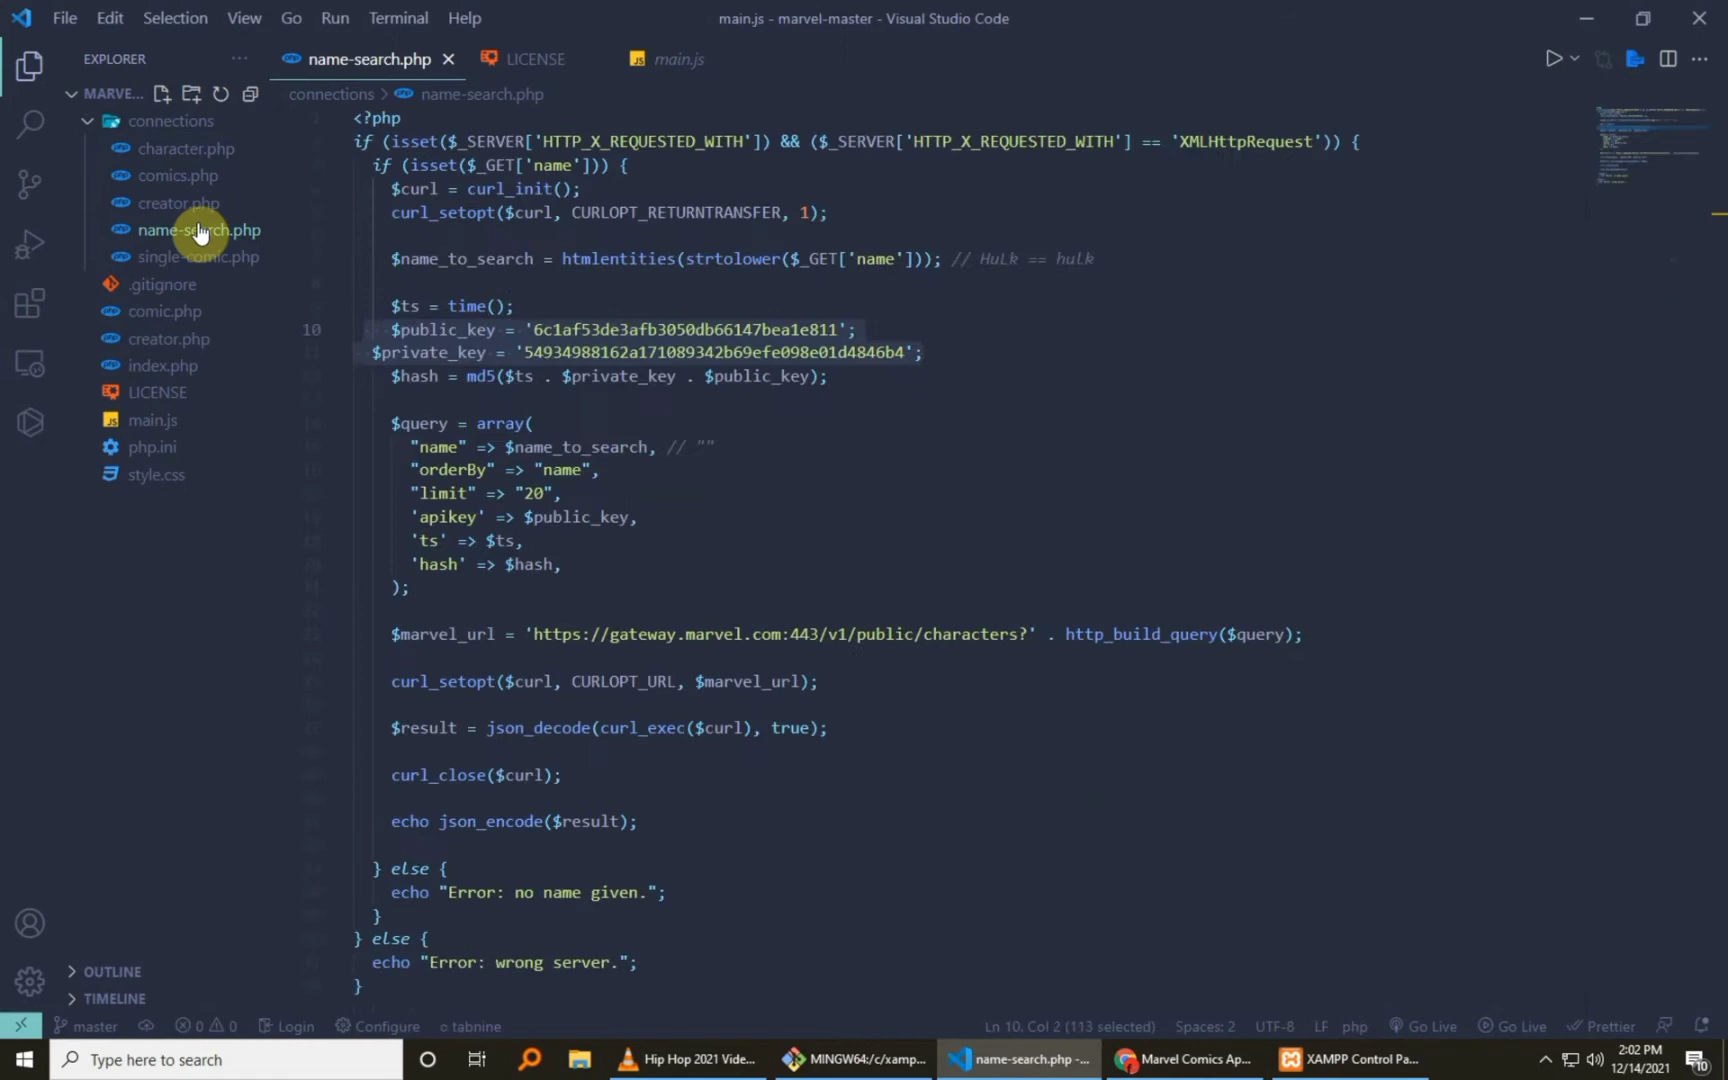 File Edit Selection View Go Run Terminal Help
main.js - marvel-master - Visual Studio Code
EXPLORER
name-search.php
LICENSE
main.js
MARVE...
connections > name-search.php
connections
character.php
comics.php
creator.php
name-search.php
single-comic.php
.gitignore
comic.php
creator.php
index.php
LICENSE
main.js
php.ini
style.css
OUTLINE
TIMELINE
<?php
if (isset($_SERVER['HTTP_X_REQUESTED_WITH']) && ($_SERVER['HTTP_X_REQUESTED_WITH'] == 'XMLHttpRequest')) {
if (isset($_GET['name'])) {
$curl = curl_init();
curl_setopt($curl, CURLOPT_RETURNTRANSFER, 1);
$name_to_search = htmlentities(strtolower($_GET['name'])); // HuLk == hulk
$ts = time();
10 $public_key = '6c1af53de3afb3050db66147bea1e811';
$private_key = '54934988162a171089342b69efe098e01d4846b4';
$hash = md5($ts . $private_key . $public_key);
$query = array(
"name" => $name_to_search, // ""
"orderBy" => "name",
"limit" => "20",
'apikey' => $public_key,
'ts' => $ts,
'hash' => $hash,
);
$marvel_url = 'https://gateway.marvel.com:443/v1/public/characters?' . http_build_query($query);
curl_setopt($curl, CURLOPT_URL, $marvel_url);
$result = json_decode(curl_exec($curl), true);
curl_close($curl);
echo json_encode($result);
} else {
echo "Error: no name given.";
}
} else {
echo "Error: wrong server.";
}
master 0 0 Login Configure tabnine
Ln 10, Col 2 (113 selected) Spaces: 2 UTF-8 LF php Go Live Go Live Prettier
Type here to search
Hip Hop 2021 Vide...
MINGW64:/c/xamp...
name-search.php -...
Marvel Comics Ap...
XAMPP Control Pa...
2:02 PM
12/14/2021
10